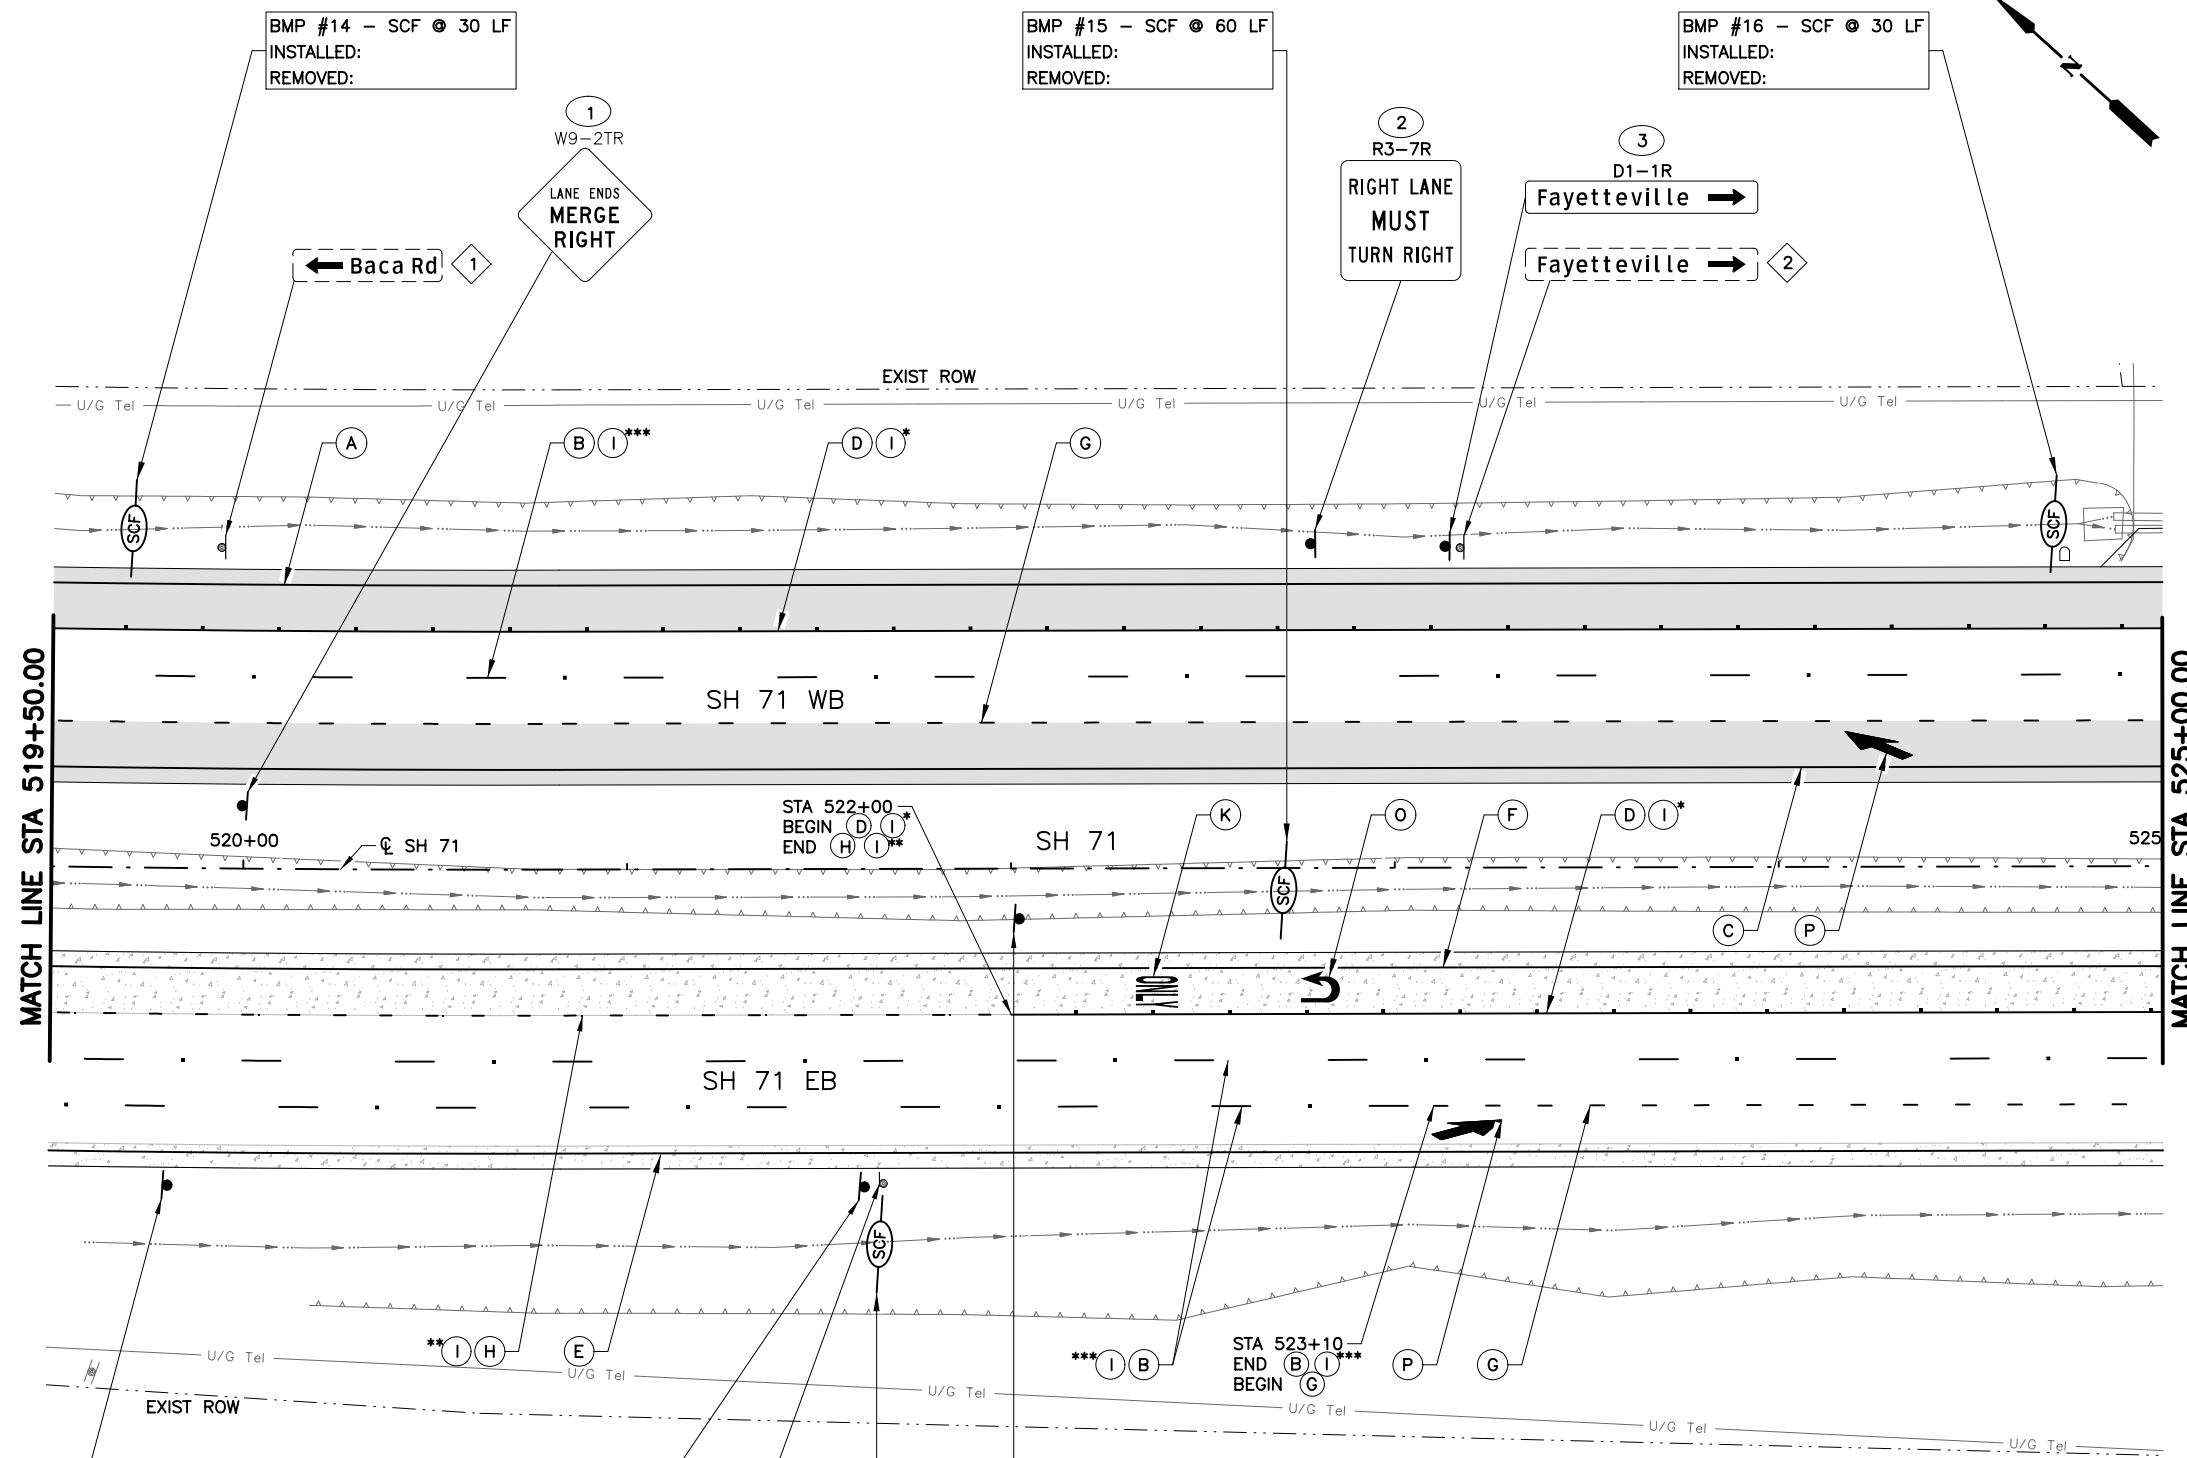 BMP #14 – SCF @ 30 LF
INSTALLED:
REMOVED:
BMP #15 – SCF @ 60 LF
INSTALLED:
REMOVED:
BMP #16 – SCF @ 30 LF
INSTALLED:
REMOVED:
N
1
W9–2TR
LANE ENDS
MERGE
RIGHT
2
R3–7R
RIGHT LANE
MUST
TURN RIGHT
3
D1–1R
Fayetteville
Baca Rd 1
Fayetteville 2
EXIST ROW
U/G Tel U/G Tel U/G Tel U/G Tel U/G Tel U/G Tel
A
B I***
D I*
G
SCF
SCF
MATCH LINE STA 519+50.00
MATCH LINE STA 525+00.00
SH 71 WB
STA 522+00
BEGIN D I*
END H I**
K
O
F
D I*
520+00
℄ SH 71
SH 71
525
SCF
C
P
ONLY
SH 71 EB
SCF
**I H
E
***I B
STA 523+10
END B I***
BEGIN G
P
G
U/G Tel U/G Tel U/G Tel U/G Tel U/G Tel U/G Tel
EXIST ROW